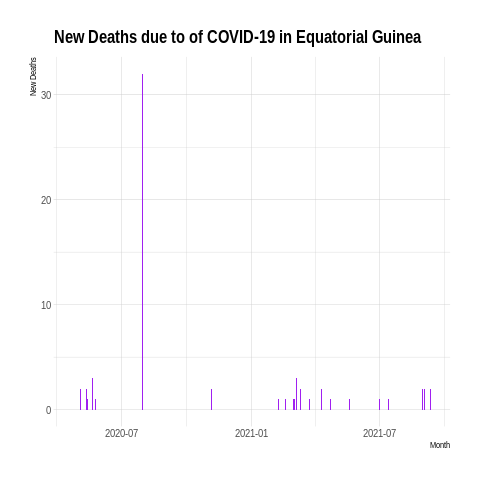 New Deaths due to of COVID-19 in Equatorial Guinea
New Deaths
30
20
10
0
2020-07
2021-01
2021-07
Month